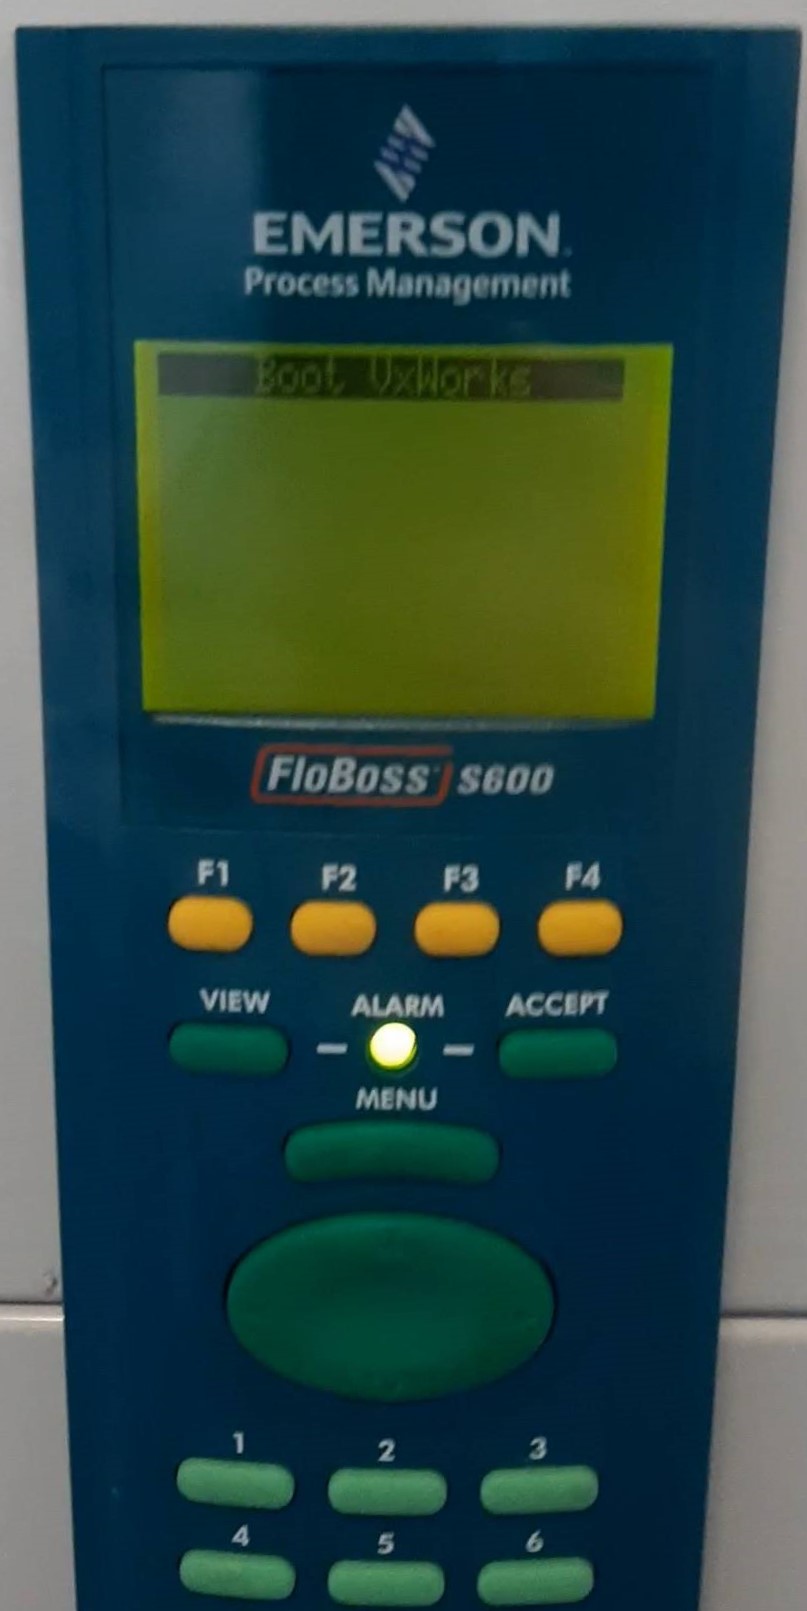 EMERSON
Process Management
Boot VxWorks
FloBoss S600
F1 F2 F3 F4
VIEW ALARM ACCEPT
MENU
1 2 3
4 5 6